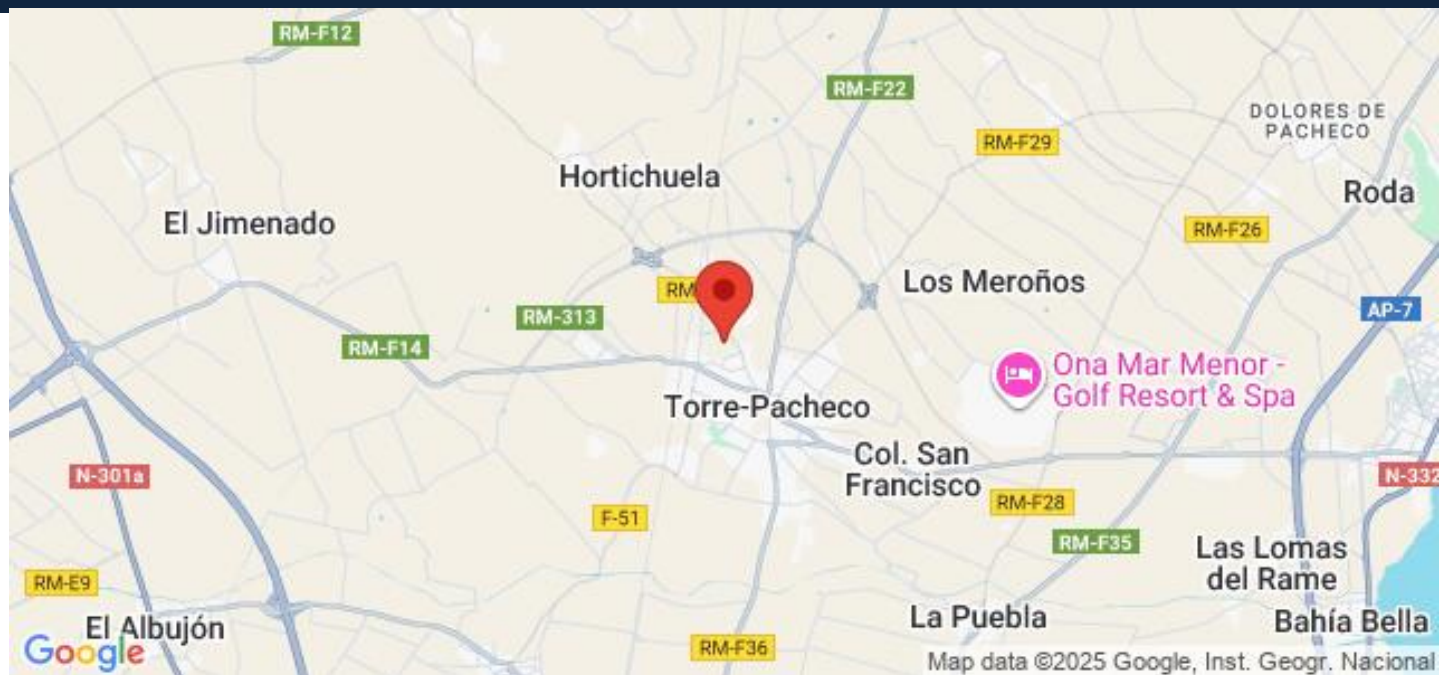 RM-F12
RM-F22
DOLORES DE
PACHECO
RM-F29
Hortichuela
Roda
El Jimenado
RM-F26
Los Meroños
RM
AP-7
RM-313
RM-F14
Ona Mar Menor -
Golf Resort & Spa
Torre-Pacheco
Col. San
Francisco
N-301a
N-332
RM-F28
F-51
RM-F35
Las Lomas
del Rame
RM-E9
La Puebla
Bahía Bella
El Albujón
Google
RM-F36
Map data ©2025 Google, Inst. Geogr. Nacional